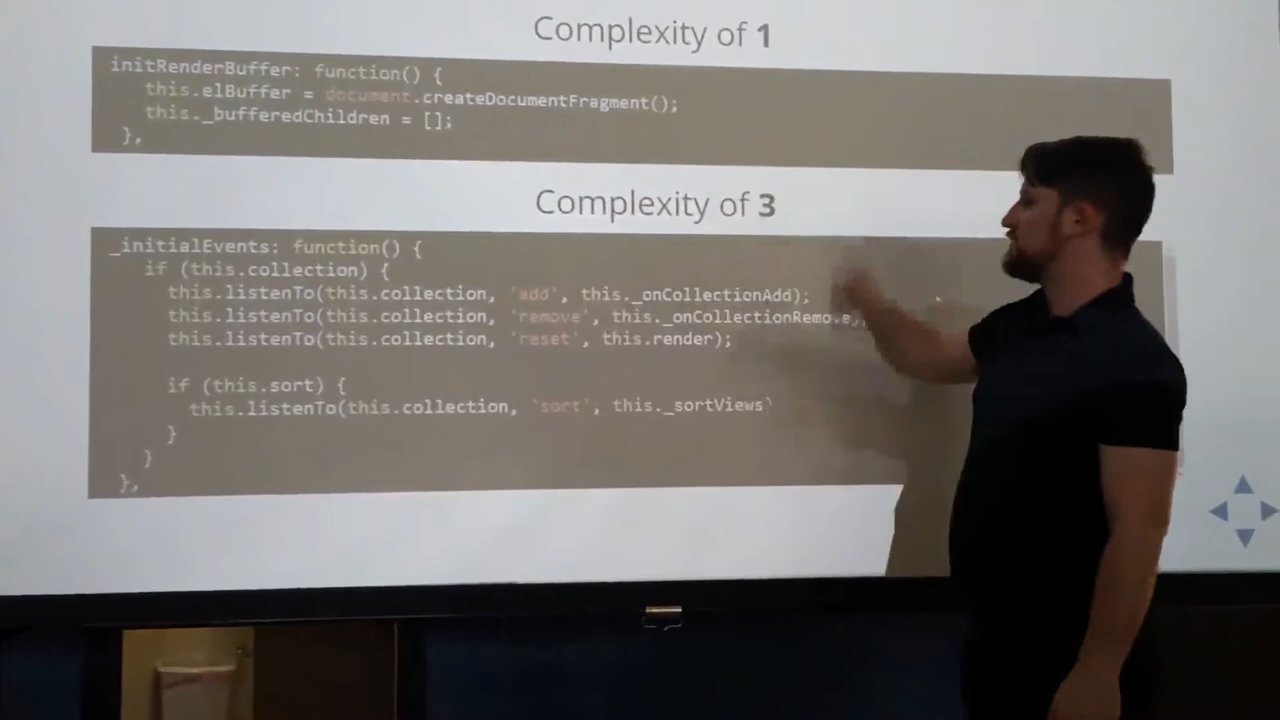 Complexity of 1
initRenderBuffer: function() {
this.elBuffer = document.createDocumentFragment();
this._bufferedChildren = [];
},
Complexity of 3
_initialEvents: function() {
if (this.collection) {
this.listenTo(this.collection, 'add', this._onCollectionAdd);
this.listenTo(this.collection, 'remove', this._onCollectionRemove);
this.listenTo(this.collection, 'reset', this.render);
if (this.sort) {
this.listenTo(this.collection, 'sort', this._sortViews
}
}
},